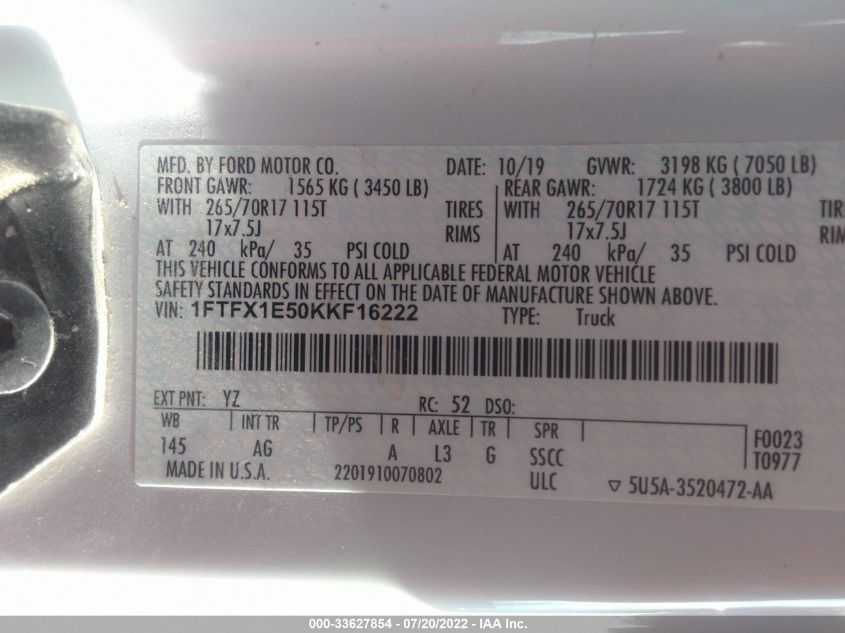 MFD. BY FORD MOTOR CO. DATE: 10/19 GVWR: 3198 KG ( 7050 LB)
FRONT GAWR: 1565 KG ( 3450 LB) REAR GAWR: 1724 KG ( 3800 LB)
WITH 265/70R17 115T TIRES WITH 265/70R17 115T TIR
17x7.5J RIMS 17x7.5J RIM
AT 240 kPa/ 35 PSI COLD AT 240 kPa/ 35 PSI COLD
THIS VEHICLE CONFORMS TO ALL APPLICABLE FEDERAL MOTOR VEHICLE
SAFETY STANDARDS IN EFFECT ON THE DATE OF MANUFACTURE SHOWN ABOVE.
VIN: 1FTFX1E50KKF16222 TYPE: Truck
EXT PNT: YZ RC: 52 DSO:
WB INT TR TP/PS R AXLE TR SPR F0023
145 AG A L3 G SSCC T0977
MADE IN U.S.A. 2201910070802 ULC ▽ 5U5A-3520472-AA
000-33627854 / 07/20/2022 - IAA Inc.